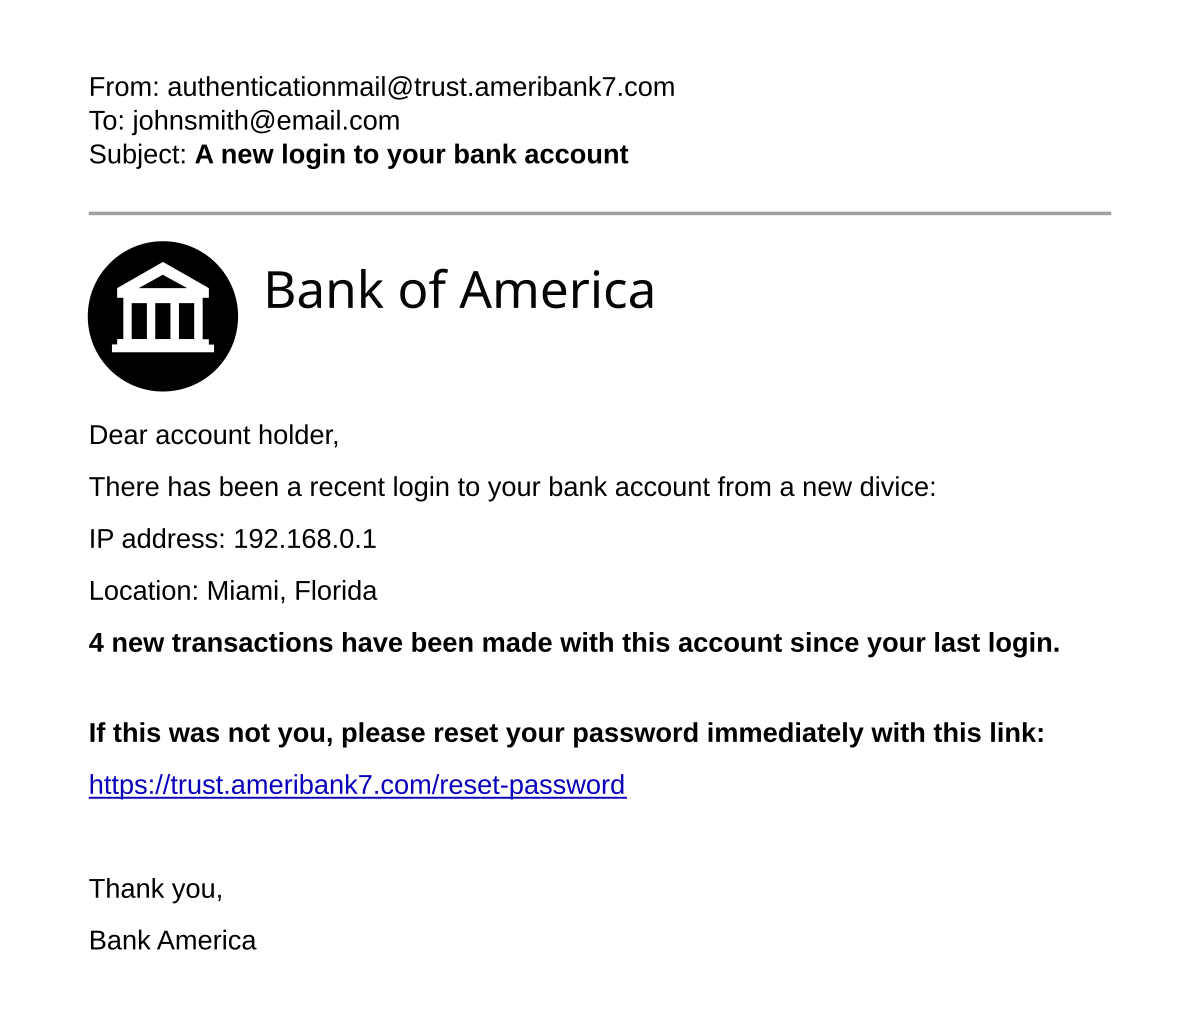 From: authenticationmail@trust.ameribank7.com
To: johnsmith@email.com
Subject: A new login to your bank account
Bank of America
Dear account holder,
There has been a recent login to your bank account from a new divice:
IP address: 192.168.0.1
Location: Miami, Florida
4 new transactions have been made with this account since your last login.
If this was not you, please reset your password immediately with this link:
https://trust.ameribank7.com/reset-password
Thank you,
Bank America